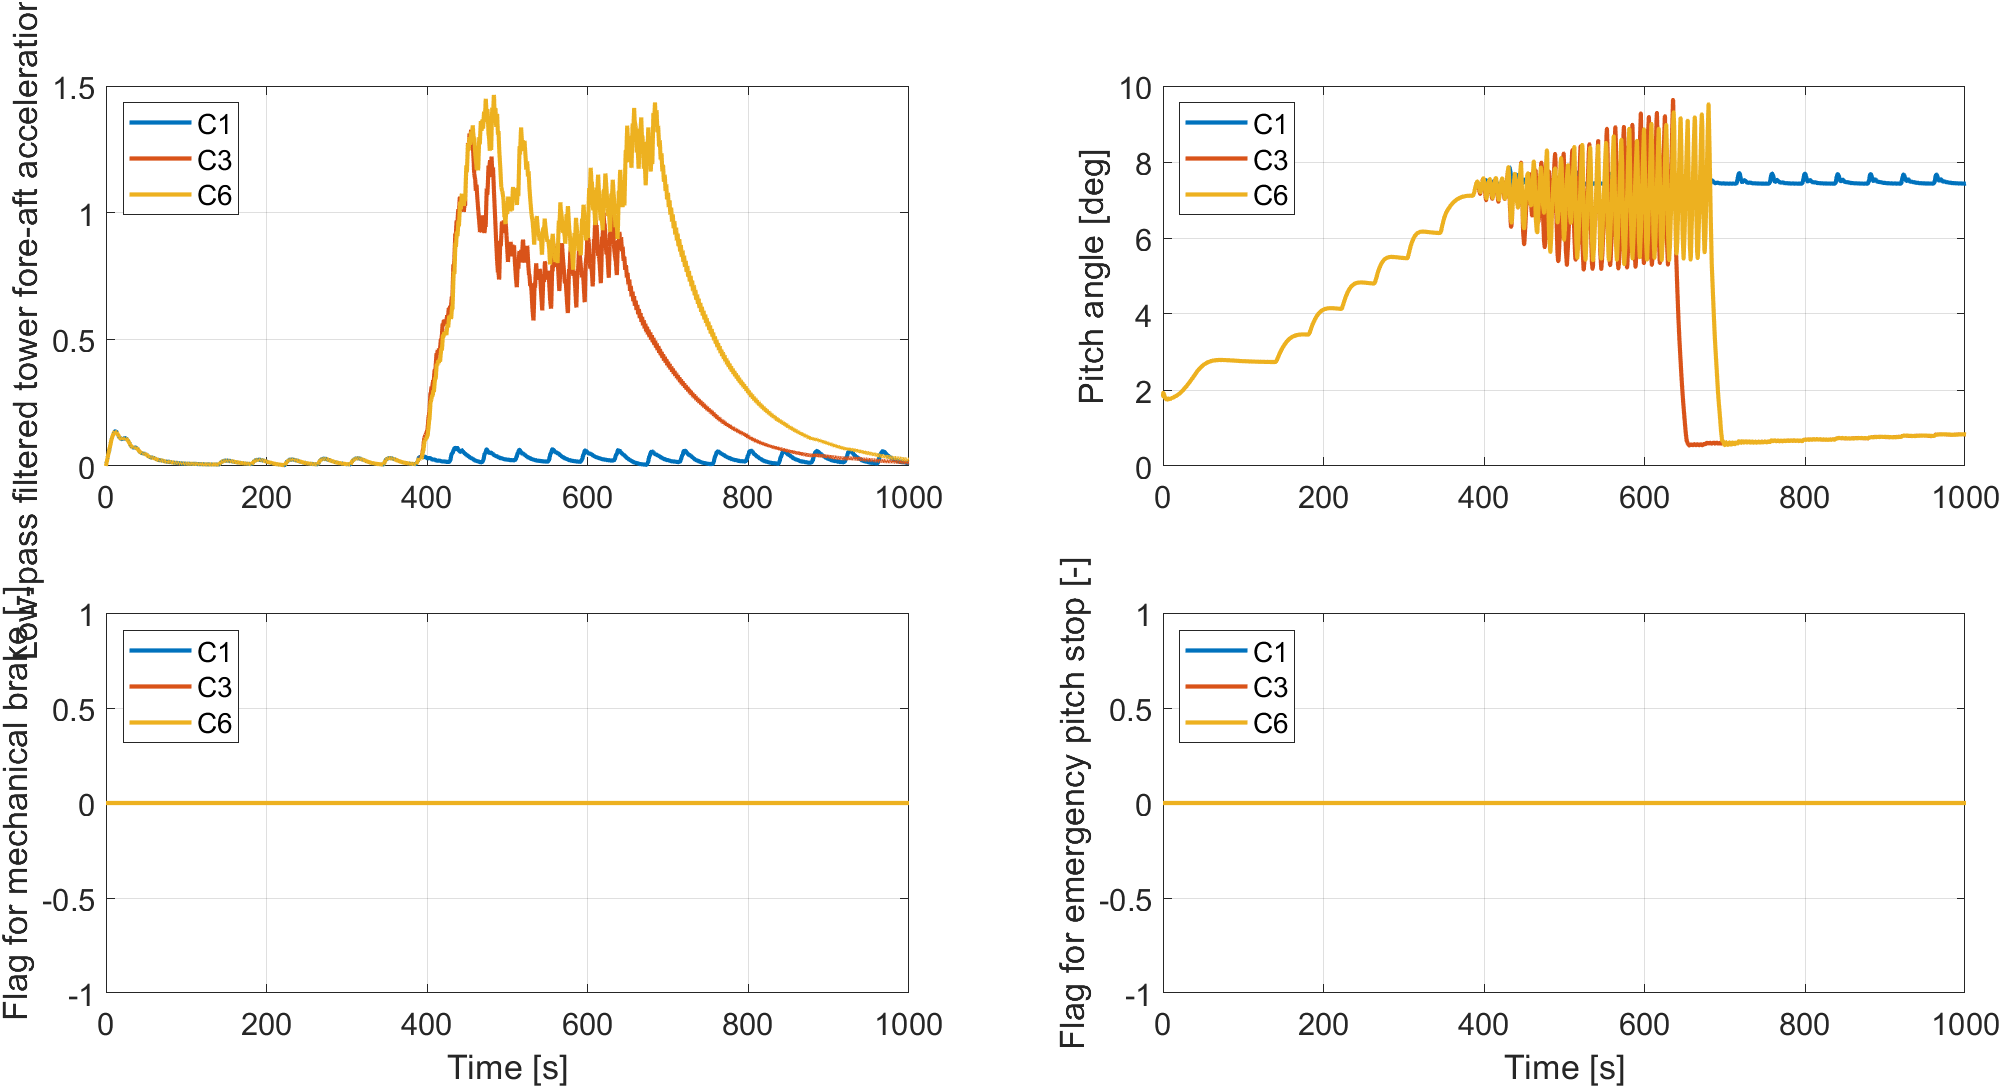 Low-pass filtered tower fore-aft acceleration
1.5
1
0.5
0
C1
C3
C6
0 200 400 600 800 1000
Pitch angle [deg]
10
8
6
4
2
0
C1
C3
C6
0 200 400 600 800 1000
Flag for mechanical brake [-]
1
0.5
0
-0.5
-1
C1
C3
C6
0 200 400 600 800 1000
Time [s]
Flag for emergency pitch stop [-]
1
0.5
0
-0.5
-1
C1
C3
C6
0 200 400 600 800 1000
Time [s]